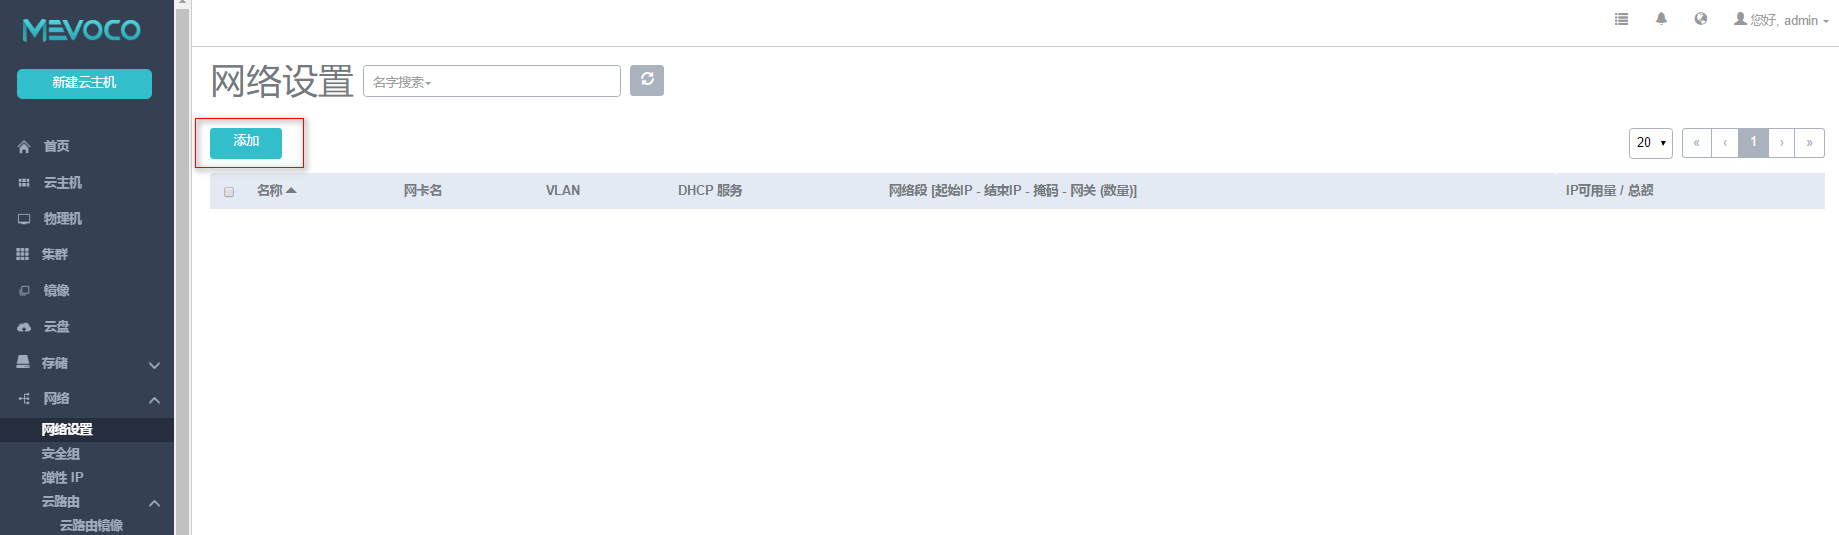 MEVOCO
新建云主机
首页
云主机
物理机
集群
镜像
云盘
存储
网络
网络设置
安全组
弹性 IP
云路由
云路由镜像
您好, admin
网络设置
名字搜索
添加
20
« ‹ 1 › »
名称 网卡名 VLAN DHCP 服务 网络段 [起始IP - 结束IP - 掩码 - 网关 (数量)] IP可用量 / 总额